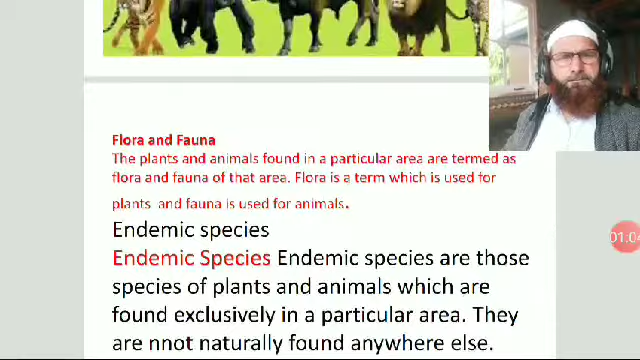 Flora and Fauna
The plants and animals found in a particular area are termed as
flora and fauna of that area. Flora is a term which is used for
plants and fauna is used for animals.
Endemic species
Endemic Species Endemic species are those
species of plants and animals which are
found exclusively in a particular area. They
are nnot naturally found anywhere else.
01:04